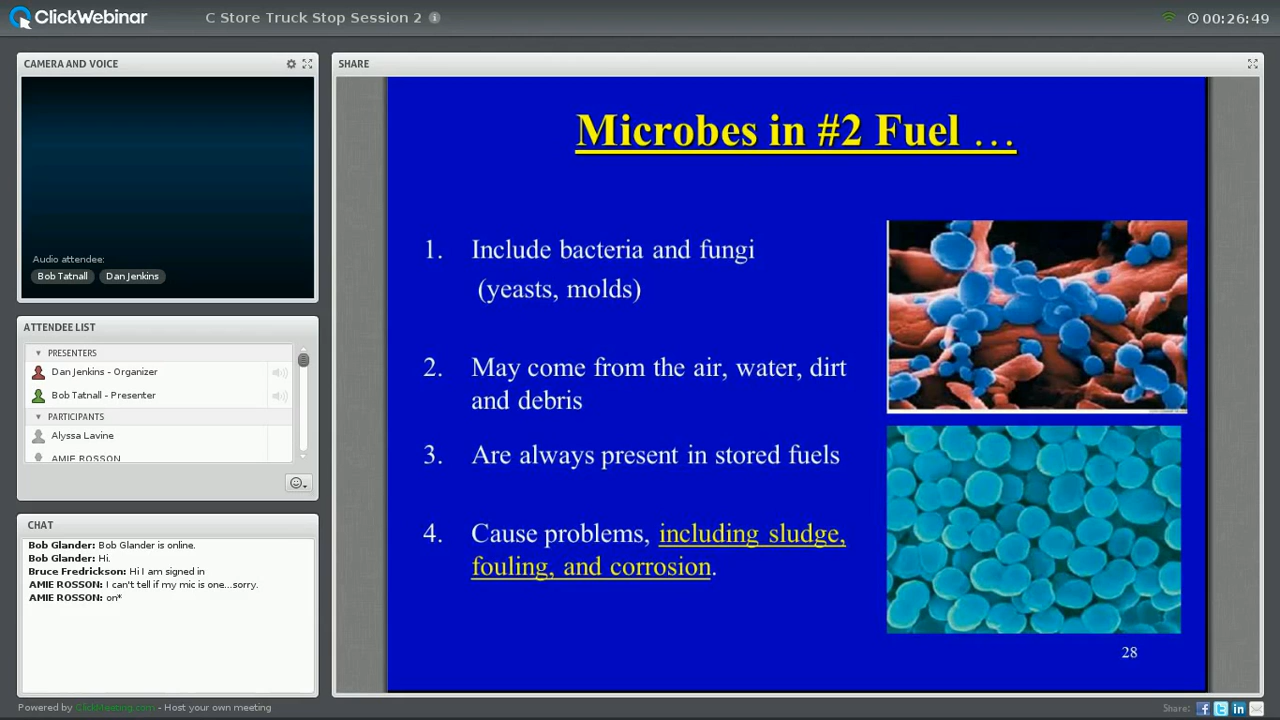 ClickWebinar
C Store Truck Stop Session 2
00:26:49
CAMERA AND VOICE
Audio attendee:
Bob Tatnall Dan Jenkins
ATTENDEE LIST
PRESENTERS
Dan Jenkins - Organizer
Bob Tatnall - Presenter
PARTICIPANTS
Alyssa Lavine
AMIE ROSSON
CHAT
Bob Glander: Bob Glander is online.
Bob Glander: Hi.
Bruce Fredrickson: Hi I am signed in
AMIE ROSSON: I can't tell if my mic is one...sorry.
AMIE ROSSON: on*
SHARE
Microbes in #2 Fuel ...
1. Include bacteria and fungi
(yeasts, molds)
2. May come from the air, water, dirt
and debris
3. Are always present in stored fuels
4. Cause problems, including sludge,
fouling, and corrosion.
28
Powered by ClickMeeting.com - Host your own meeting
Share: